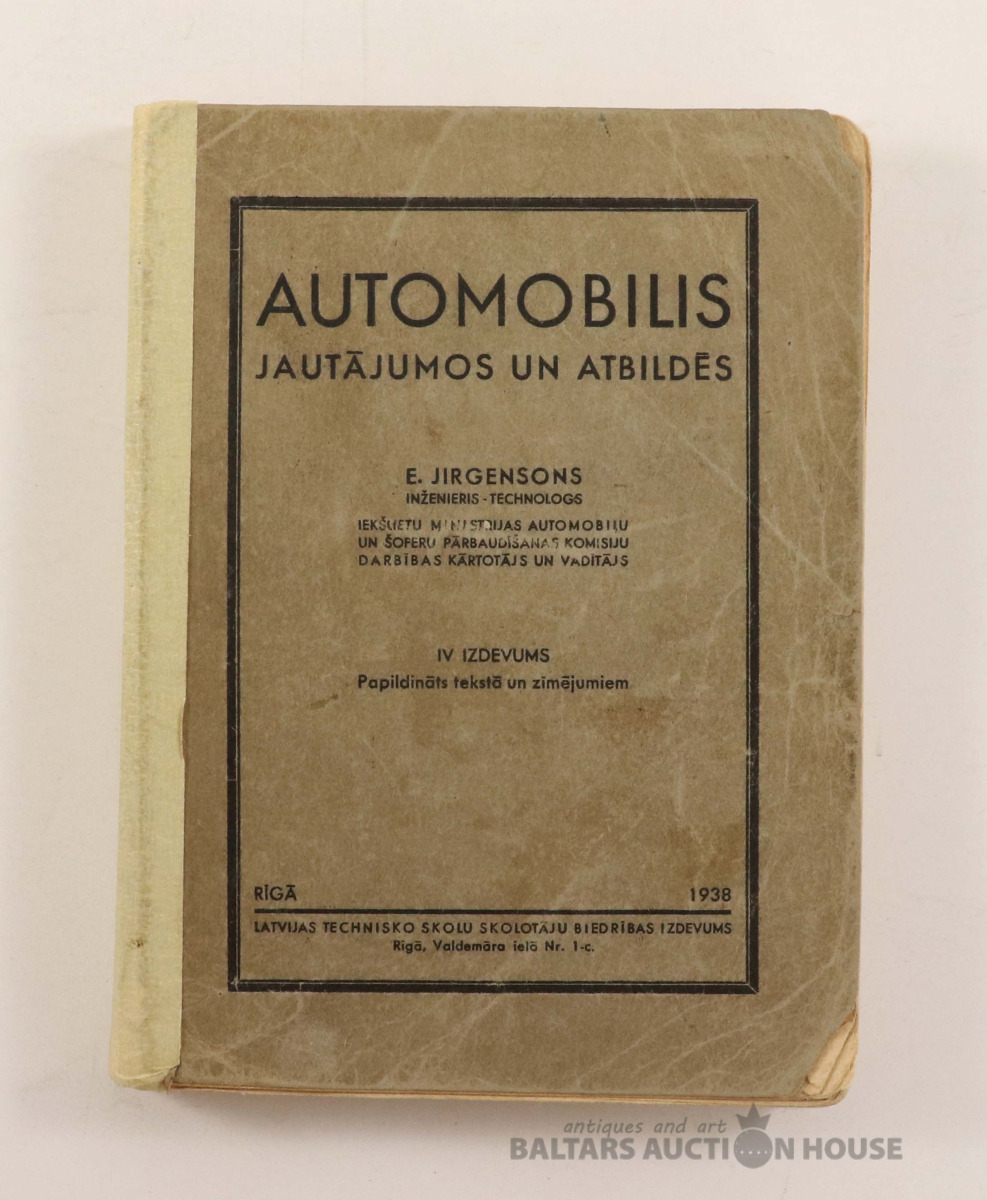 AUTOMOBILIS
JAUTĀJUMOS UN ATBILDĒS
E. JIRGENSONS
INŽENIERIS - TECHNOLOGS
IEKŠLIETU MINISTRIJAS AUTOMOBIĻU
UN ŠOFERU PĀRBAUDĪŠANAS KOMISIJU
DARBĪBAS KĀRTOTĀJS UN VADĪTĀJS
IV IZDEVUMS
Papildināts tekstā un zīmējumiem
RĪGĀ 1938
LATVIJAS TECHNISKO SKOLU SKOLOTĀJU BIEDRĪBAS IZDEVUMS
Rīgā, Valdemāra ielā Nr. 1-c.
antiques and art
BALTARS AUCTION HOUSE